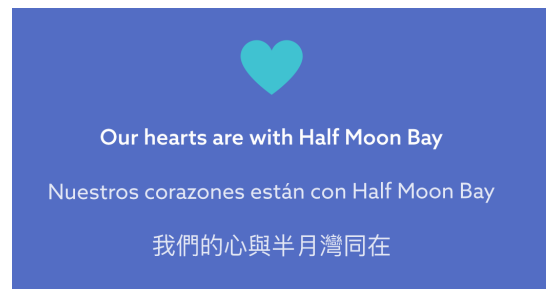 Our hearts are with Half Moon Bay
Nuestros corazones están con Half Moon Bay
我們的心與半月灣同在